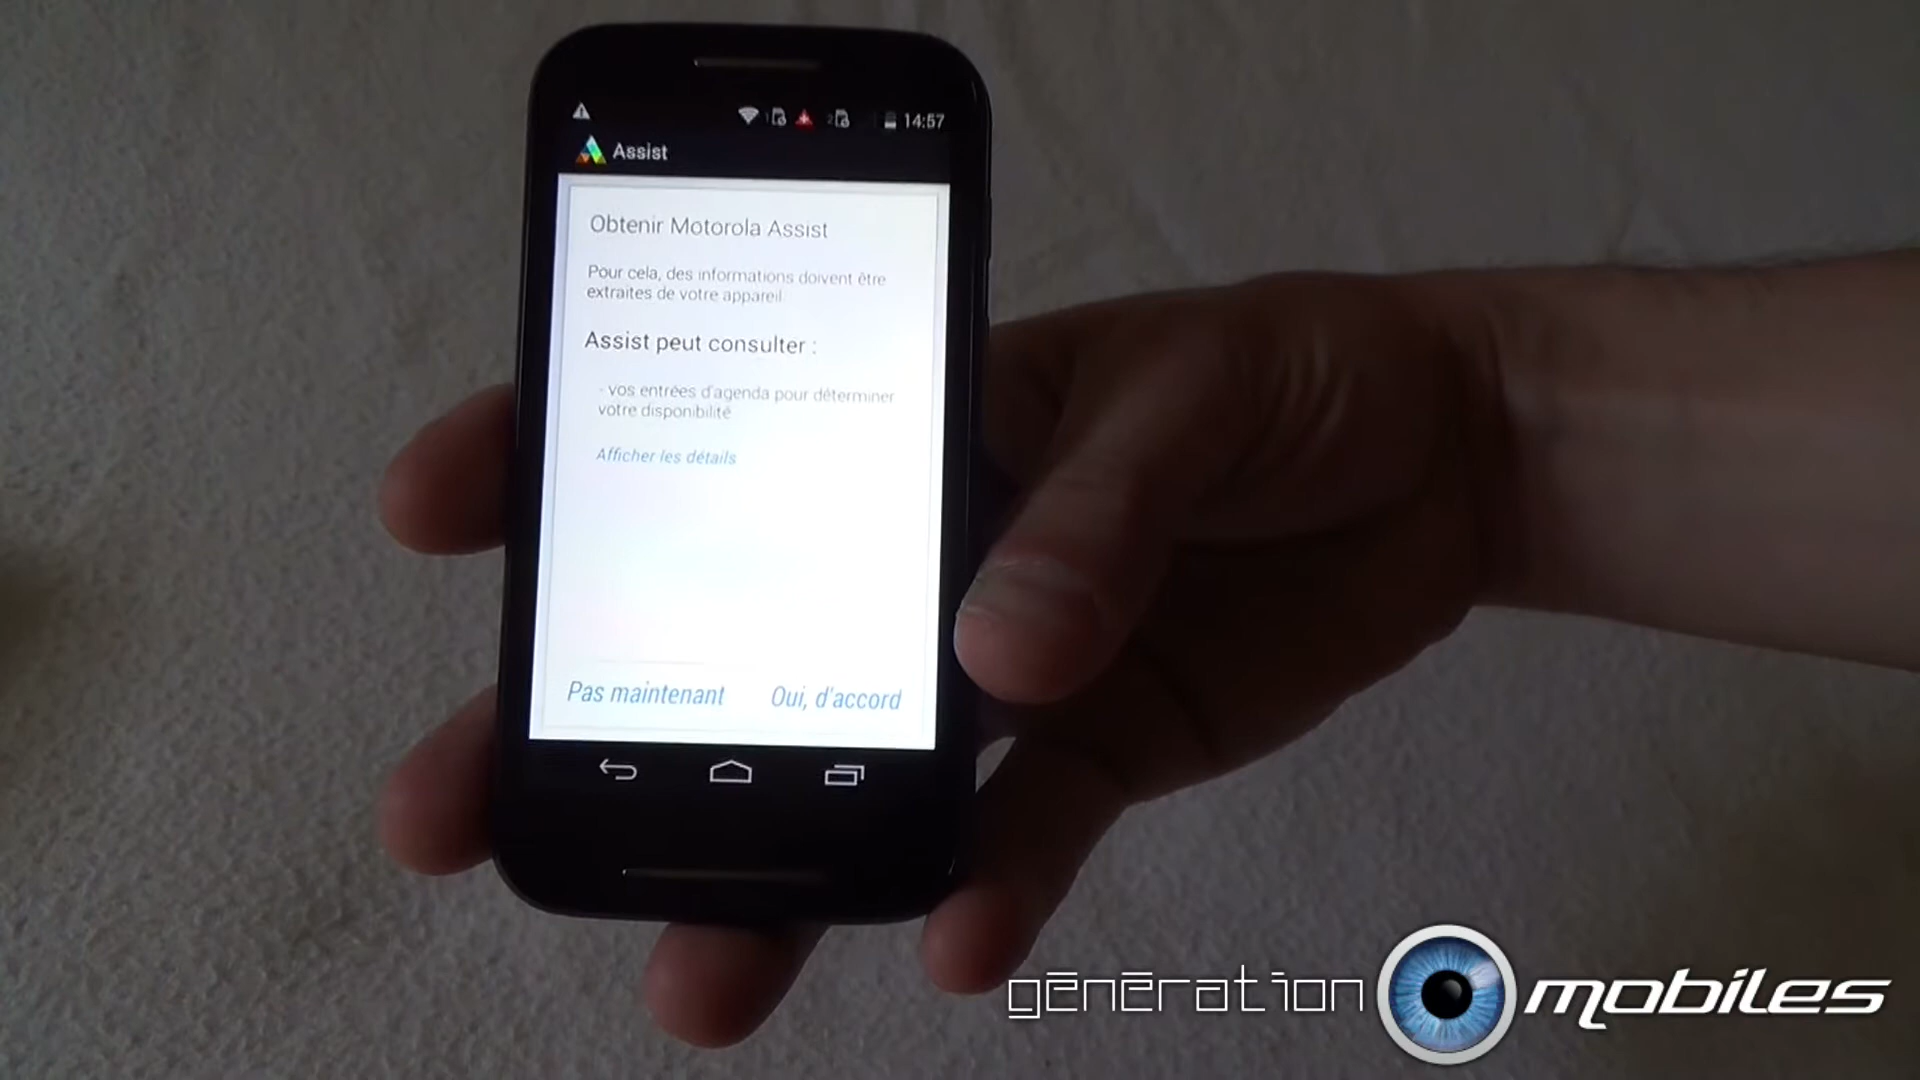 14:57
Assist
Obtenir Motorola Assist
Pour cela, des informations doivent être
extraites de votre appareil.
Assist peut consulter :
- vos entrées d'agenda pour déterminer
votre disponibilité
Afficher les détails
Pas maintenant
Oui, d'accord
génération mobiles